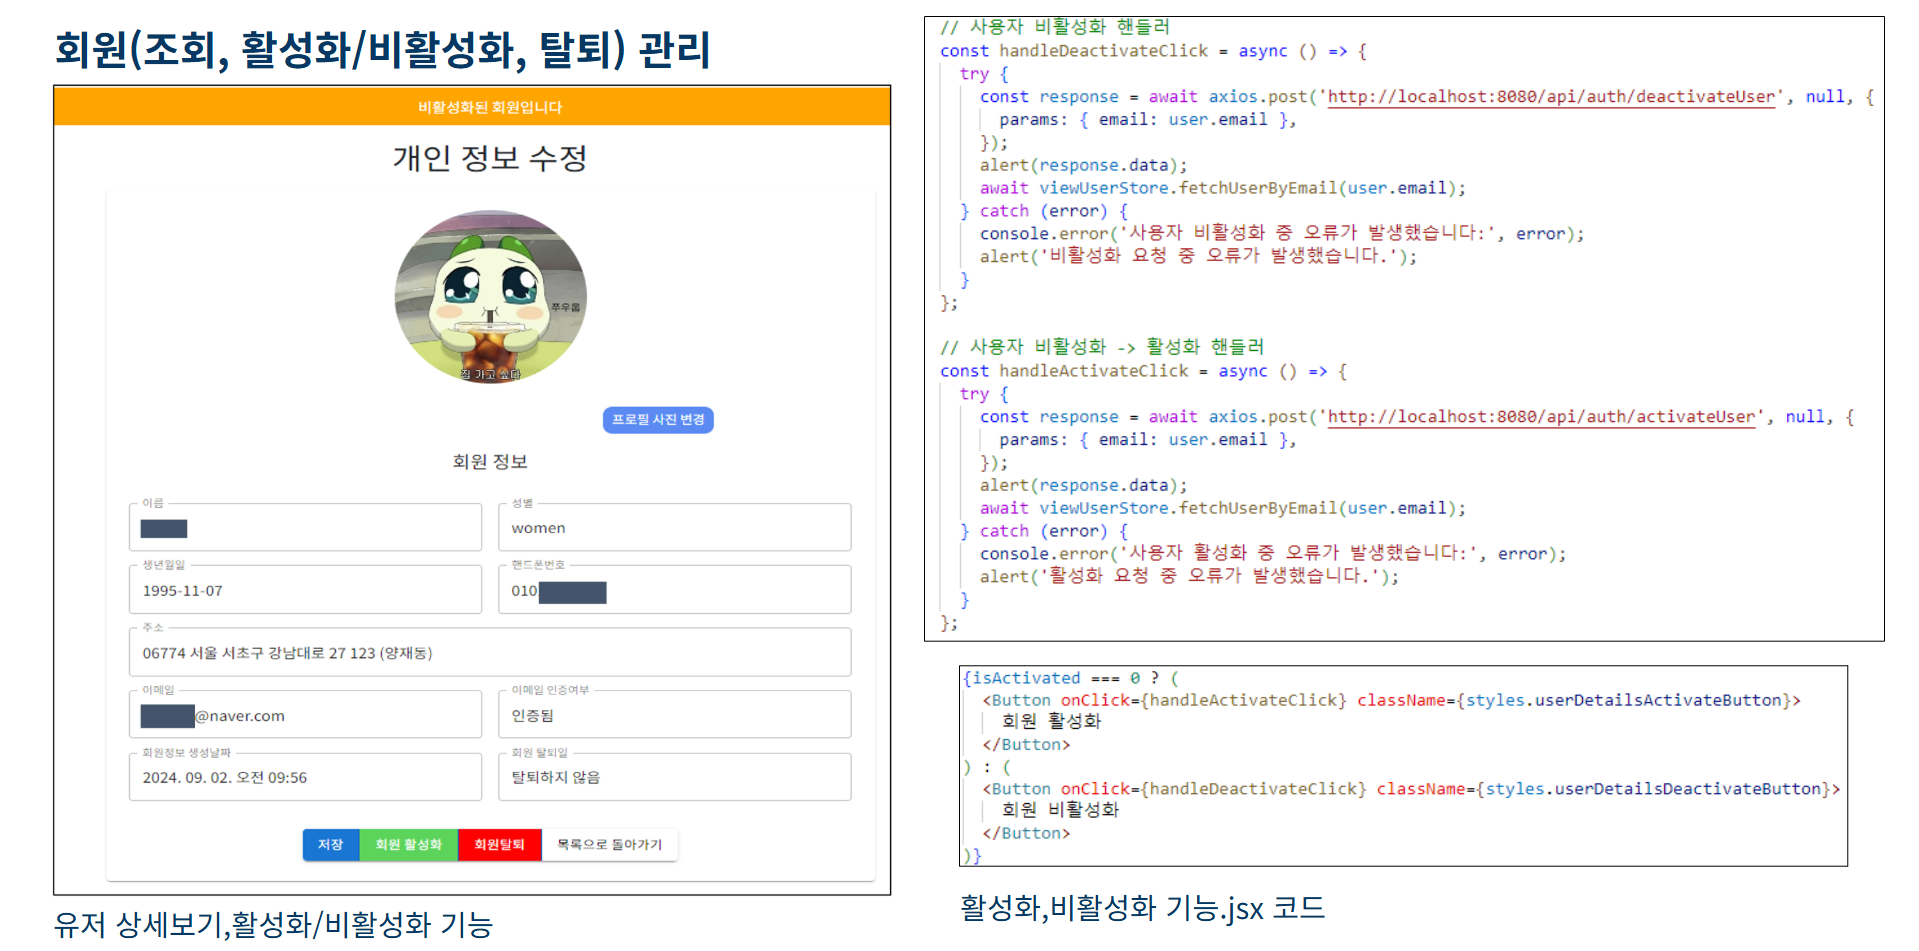 회원(조회, 활성화/비활성화, 탈퇴) 관리
비활성화된 회원입니다
개인 정보 수정
쭈우웁
집 가고 싶다
프로필 사진 변경
회원 정보
이름
성별
women
생년월일
1995-11-07
핸드폰번호
010
주소
06774 서울 서초구 강남대로 27 123 (양재동)
이메일
@naver.com
이메일 인증여부
인증됨
회원정보 생성날짜
2024. 09. 02. 오전 09:56
회원 탈퇴일
탈퇴하지 않음
저장
회원 활성화
회원탈퇴
목록으로 돌아가기
유저 상세보기,활성화/비활성화 기능
// 사용자 비활성화 핸들러
const handleDeactivateClick = async () => {
try {
const response = await axios.post('http://localhost:8080/api/auth/deactivateUser', null, {
params: { email: user.email },
});
alert(response.data);
await viewUserStore.fetchUserByEmail(user.email);
} catch (error) {
console.error('사용자 비활성화 중 오류가 발생했습니다:', error);
alert('비활성화 요청 중 오류가 발생했습니다.');
}
};
// 사용자 비활성화 -> 활성화 핸들러
const handleActivateClick = async () => {
try {
const response = await axios.post('http://localhost:8080/api/auth/activateUser', null, {
params: { email: user.email },
});
alert(response.data);
await viewUserStore.fetchUserByEmail(user.email);
} catch (error) {
console.error('사용자 활성화 중 오류가 발생했습니다:', error);
alert('활성화 요청 중 오류가 발생했습니다.');
}
};
{isActivated === 0 ? (
<Button onClick={handleActivateClick} className={styles.userDetailsActivateButton}>
회원 활성화
</Button>
) : (
<Button onClick={handleDeactivateClick} className={styles.userDetailsDeactivateButton}>
회원 비활성화
</Button>
)}
활성화,비활성화 기능.jsx 코드